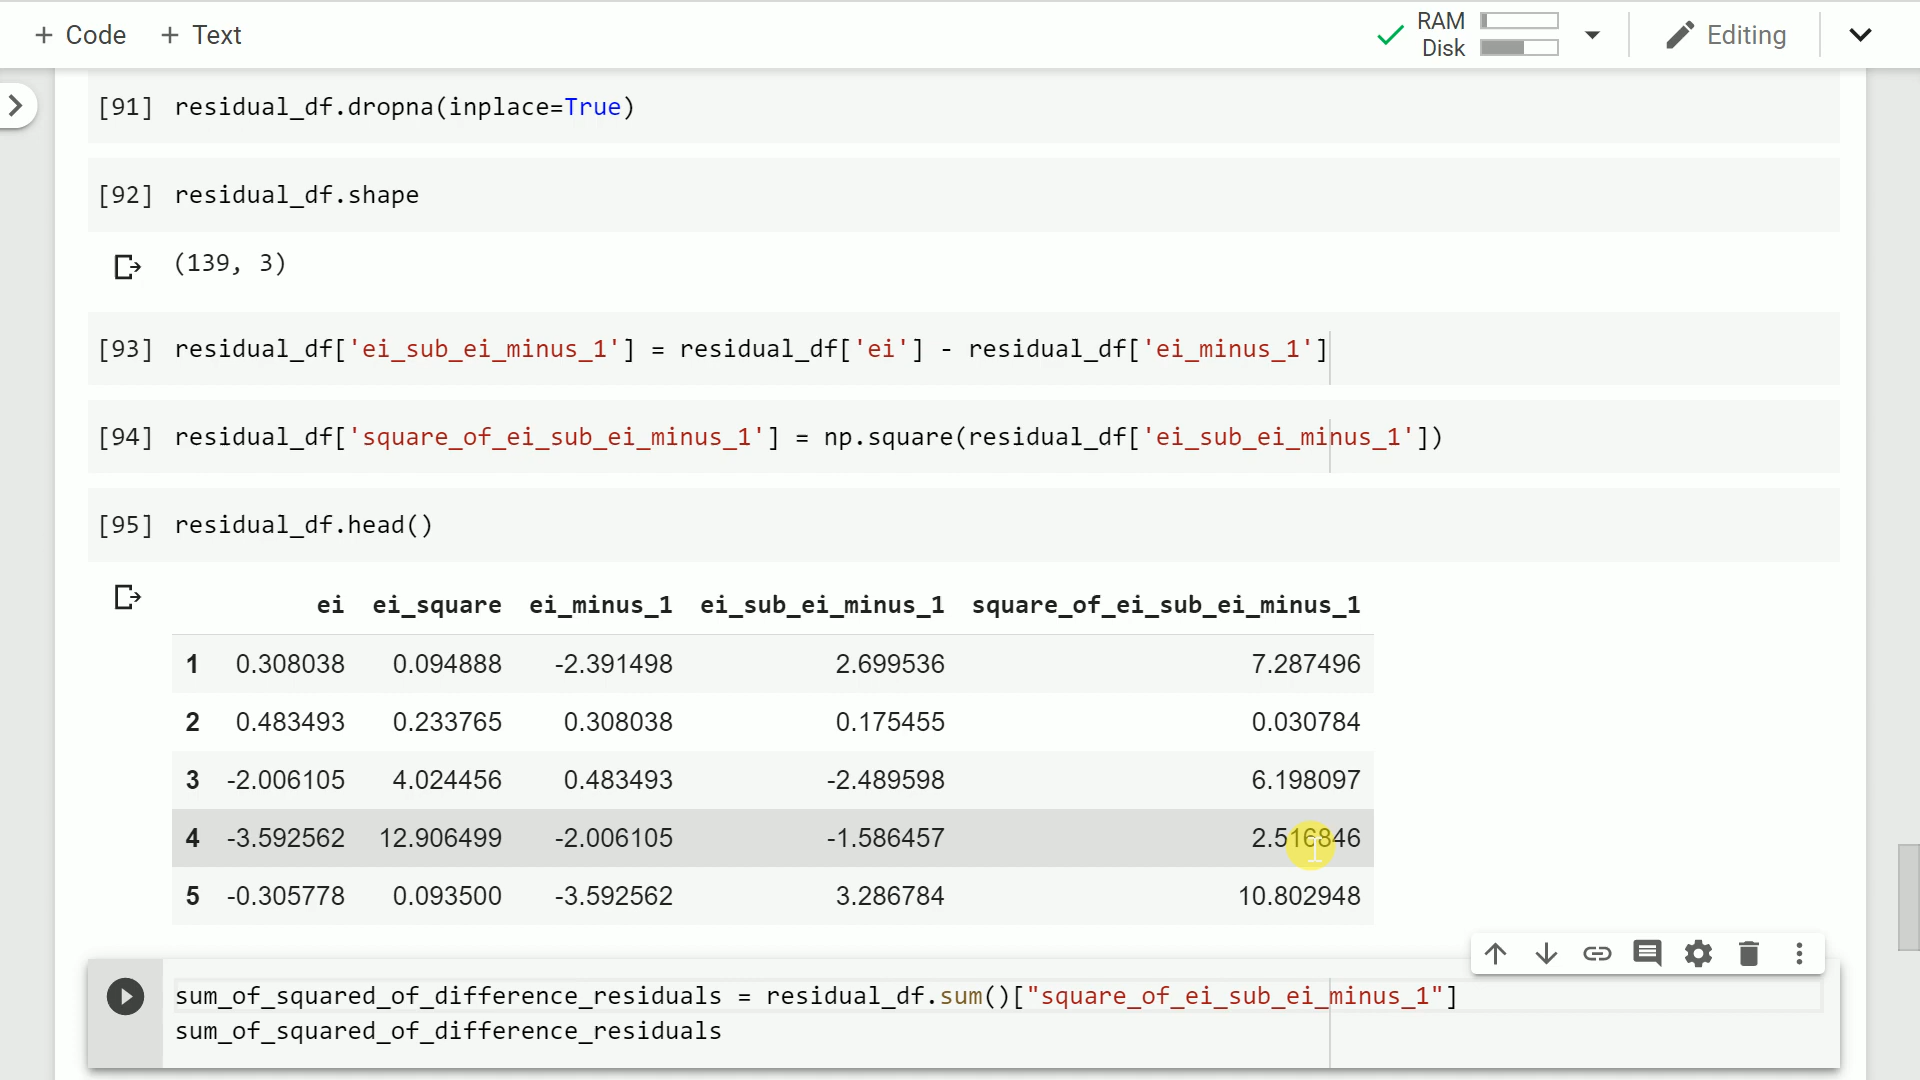 + Code + Text RAM Disk Editing
[91] residual_df.dropna(inplace=True)
[92] residual_df.shape
(139, 3)
[93] residual_df['ei_sub_ei_minus_1'] = residual_df['ei'] - residual_df['ei_minus_1']
[94] residual_df['square_of_ei_sub_ei_minus_1'] = np.square(residual_df['ei_sub_ei_minus_1'])
[95] residual_df.head()
ei ei_square ei_minus_1 ei_sub_ei_minus_1 square_of_ei_sub_ei_minus_1
1 0.308038 0.094888 -2.391498 2.699536 7.287496
2 0.483493 0.233765 0.308038 0.175455 0.030784
3 -2.006105 4.024456 0.483493 -2.489598 6.198097
4 -3.592562 12.906499 -2.006105 -1.586457 2.516846
5 -0.305778 0.093500 -3.592562 3.286784 10.802948
sum_of_squared_of_difference_residuals = residual_df.sum()["square_of_ei_sub_ei_minus_1"]
sum_of_squared_of_difference_residuals